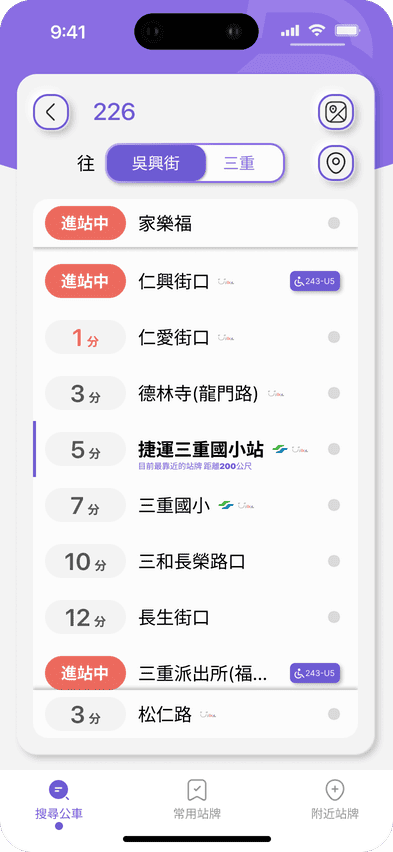 9:41
226
往 吳興街 三重
進站中 家樂福
進站中 仁興街口 243-U5
1分 仁愛街口
3分 德林寺(龍門路)
5分 捷運三重國小站
目前最靠近的站牌 距離200公尺
7分 三重國小
10分 三和長榮路口
12分 長生街口
進站中 三重派出所(福... 243-U5
3分 松仁路
搜尋公車 常用站牌 附近站牌